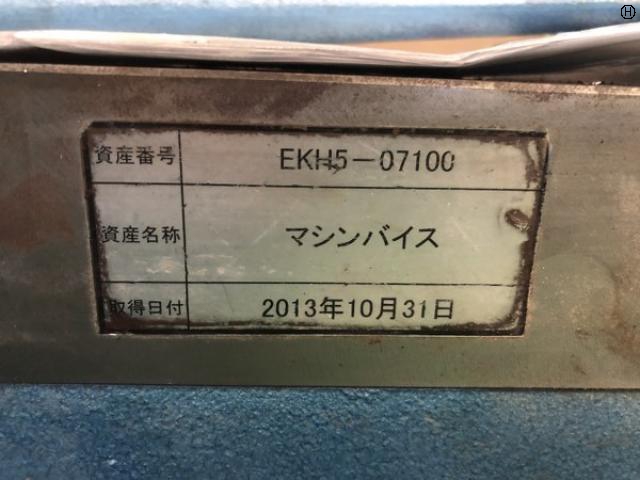 資産番号 EKH5-07100
資産名称 マシンバイス
取得日付 2013年10月31日
H